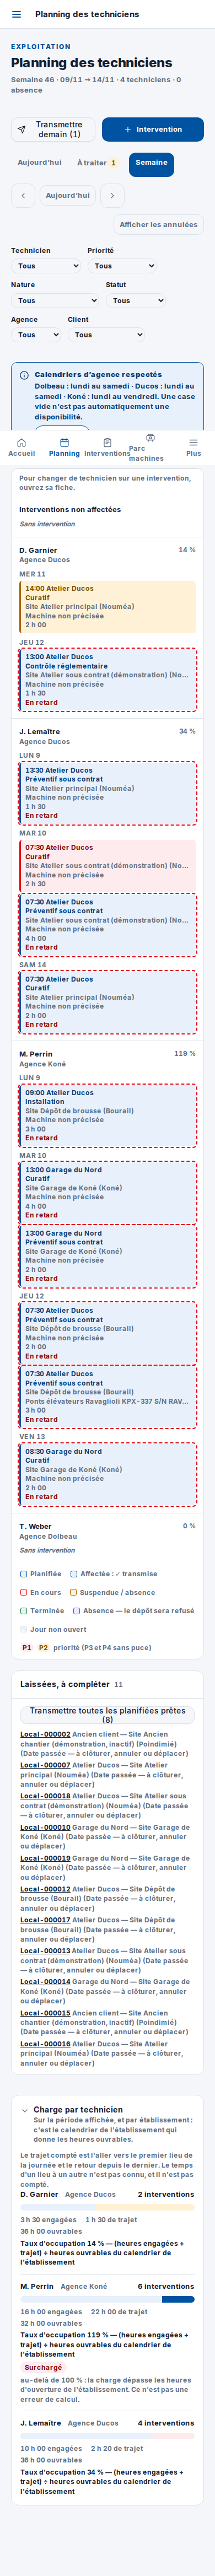 Planning des techniciens
EXPLOITATION
Planning des techniciens
Semaine 46 · 09/11 → 14/11 · 4 techniciens · 0
absence
Transmettre
demain (1)
Intervention
Aujourd'hui
À traiter 1
Semaine
Aujourd'hui
Afficher les annulées
Technicien
Priorité
Tous
Tous
Nature
Statut
Tous
Tous
Agence
Client
Tous
Tous
Calendriers d'agence respectés
Dolbeau : lundi au samedi · Ducos : lundi au
samedi · Koné : lundi au vendredi. Une case
vide n'est pas automatiquement une
disponibilité.
Accueil
Planning
Interventions
Parc
machines
Plus
Pour changer de technicien sur une intervention,
ouvrez sa fiche.
Interventions non affectées
Sans intervention
D. Garnier
14 %
Agence Ducos
MER 11
14:00 Atelier Ducos
Curatif
Site Atelier principal (Nouméa)
Machine non précisée
2 h 00
JEU 12
13:00 Atelier Ducos
Contrôle réglementaire
Site Atelier sous contrat (démonstration) (No...
Machine non précisée
1 h 30
En retard
J. Lemaître
34 %
Agence Ducos
LUN 9
13:30 Atelier Ducos
Préventif sous contrat
Site Atelier principal (Nouméa)
Machine non précisée
1 h 30
En retard
MAR 10
07:30 Atelier Ducos
Curatif
Site Atelier sous contrat (démonstration) (No...
Machine non précisée
2 h 30
07:30 Atelier Ducos
Préventif sous contrat
Site Atelier sous contrat (démonstration) (No...
Machine non précisée
4 h 00
En retard
SAM 14
07:30 Atelier Ducos
Curatif
Site Atelier principal (Nouméa)
Machine non précisée
2 h 00
En retard
M. Perrin
119 %
Agence Koné
LUN 9
09:00 Atelier Ducos
Installation
Site Dépôt de brousse (Bourail)
Machine non précisée
3 h 00
En retard
MAR 10
13:00 Garage du Nord
Curatif
Site Garage de Koné (Koné)
Machine non précisée
4 h 00
En retard
13:00 Garage du Nord
Préventif sous contrat
Site Garage de Koné (Koné)
Machine non précisée
2 h 00
En retard
JEU 12
07:30 Atelier Ducos
Préventif sous contrat
Site Dépôt de brousse (Bourail)
Machine non précisée
2 h 00
En retard
07:30 Atelier Ducos
Préventif sous contrat
Site Dépôt de brousse (Bourail)
Ponts élévateurs Ravaglioli KPX-337 S/N RAV...
3 h 00
En retard
VEN 13
08:30 Garage du Nord
Curatif
Site Garage de Koné (Koné)
Machine non précisée
2 h 00
En retard
T. Weber
0 %
Agence Dolbeau
Sans intervention
Planifiée
Affectée : ✓ transmise
En cours
Suspendue / absence
Terminée
Absence — le dépôt sera refusé
Jour non ouvert
P1 P2 priorité (P3 et P4 sans puce)
Laissées, à compléter 11
Transmettre toutes les planifiées prêtes
(8)
Local-000002 Ancien client — Site Ancien
chantier (démonstration, inactif) (Poindimié)
(Date passée — à clôturer, annuler ou déplacer)
Local-000007 Atelier Ducos — Site Atelier
principal (Nouméa) (Date passée — à clôturer,
annuler ou déplacer)
Local-000018 Atelier Ducos — Site Atelier sous
contrat (démonstration) (Nouméa) (Date passée
— à clôturer, annuler ou déplacer)
Local-000010 Garage du Nord — Site Garage de
Koné (Koné) (Date passée — à clôturer, annuler
ou déplacer)
Local-000019 Garage du Nord — Site Garage de
Koné (Koné) (Date passée — à clôturer, annuler
ou déplacer)
Local-000012 Atelier Ducos — Site Dépôt de
brousse (Bourail) (Date passée — à clôturer,
annuler ou déplacer)
Local-000017 Atelier Ducos — Site Dépôt de
brousse (Bourail) (Date passée — à clôturer,
annuler ou déplacer)
Local-000013 Atelier Ducos — Site Atelier sous
contrat (démonstration) (Nouméa) (Date passée
— à clôturer, annuler ou déplacer)
Local-000014 Garage du Nord — Site Garage de
Koné (Koné) (Date passée — à clôturer, annuler
ou déplacer)
Local-000015 Ancien client — Site Ancien
chantier (démonstration, inactif) (Poindimié)
(Date passée — à clôturer, annuler ou déplacer)
Local-000016 Atelier Ducos — Site Atelier
principal (Nouméa) (Date passée — à clôturer,
annuler ou déplacer)
Charge par technicien
Sur la période affichée, et par établissement :
c'est le calendrier de l'établissement qui
donne les heures ouvrables.
Le trajet compté est l'aller vers le premier lieu de
la journée et le retour depuis le dernier. Le temps
d'un lieu à un autre n'est pas connu, et il n'est pas
compté.
D. Garnier Agence Ducos
2 interventions
3 h 30 engagées 1 h 30 de trajet
36 h 00 ouvrables
Taux d'occupation 14 % — (heures engagées +
trajet) ÷ heures ouvrables du calendrier de
l'établissement
M. Perrin Agence Koné
6 interventions
16 h 00 engagées 22 h 00 de trajet
32 h 00 ouvrables
Taux d'occupation 119 % — (heures engagées +
trajet) ÷ heures ouvrables du calendrier de
l'établissement
Surchargé
au-delà de 100 % : la charge dépasse les heures
d'ouverture de l'établissement. Ce n'est pas une
erreur de calcul.
J. Lemaître Agence Ducos
4 interventions
10 h 00 engagées 2 h 20 de trajet
36 h 00 ouvrables
Taux d'occupation 34 % — (heures engagées +
trajet) ÷ heures ouvrables du calendrier de
l'établissement